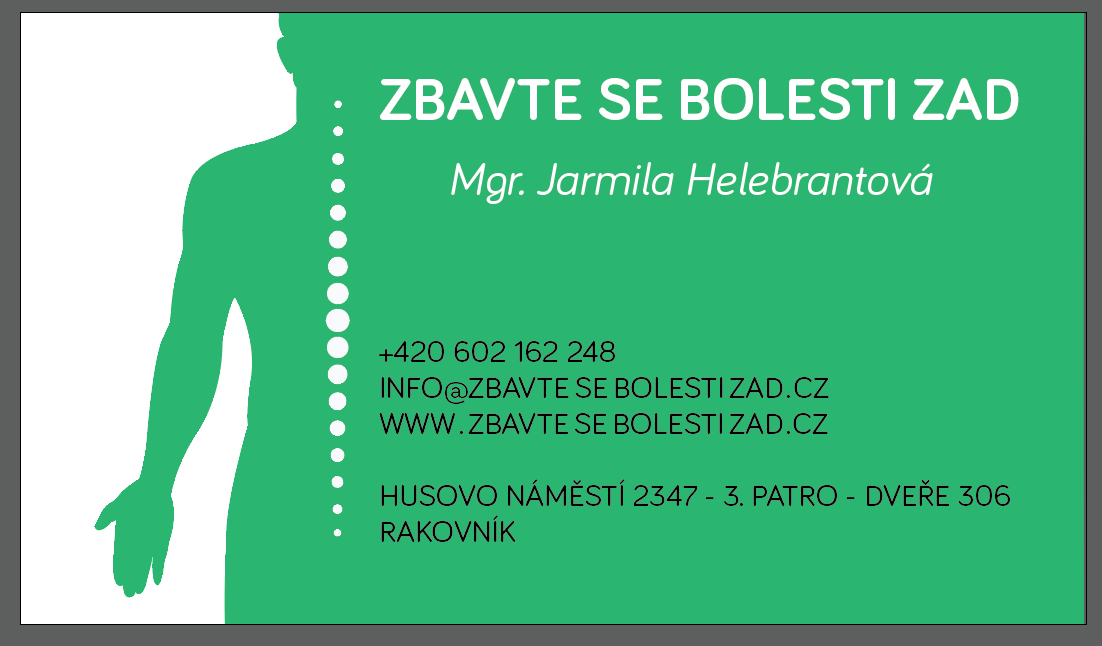 ZBAVTE SE BOLESTI ZAD
Mgr. Jarmila Helebrantová
+420 602 162 248
INFO@ZBAVTE SE BOLESTI ZAD.CZ
WWW.ZBAVTE SE BOLESTI ZAD.CZ
HUSOVO NÁMĚSTÍ 2347 - 3. PATRO - DVEŘE 306
RAKOVNÍK